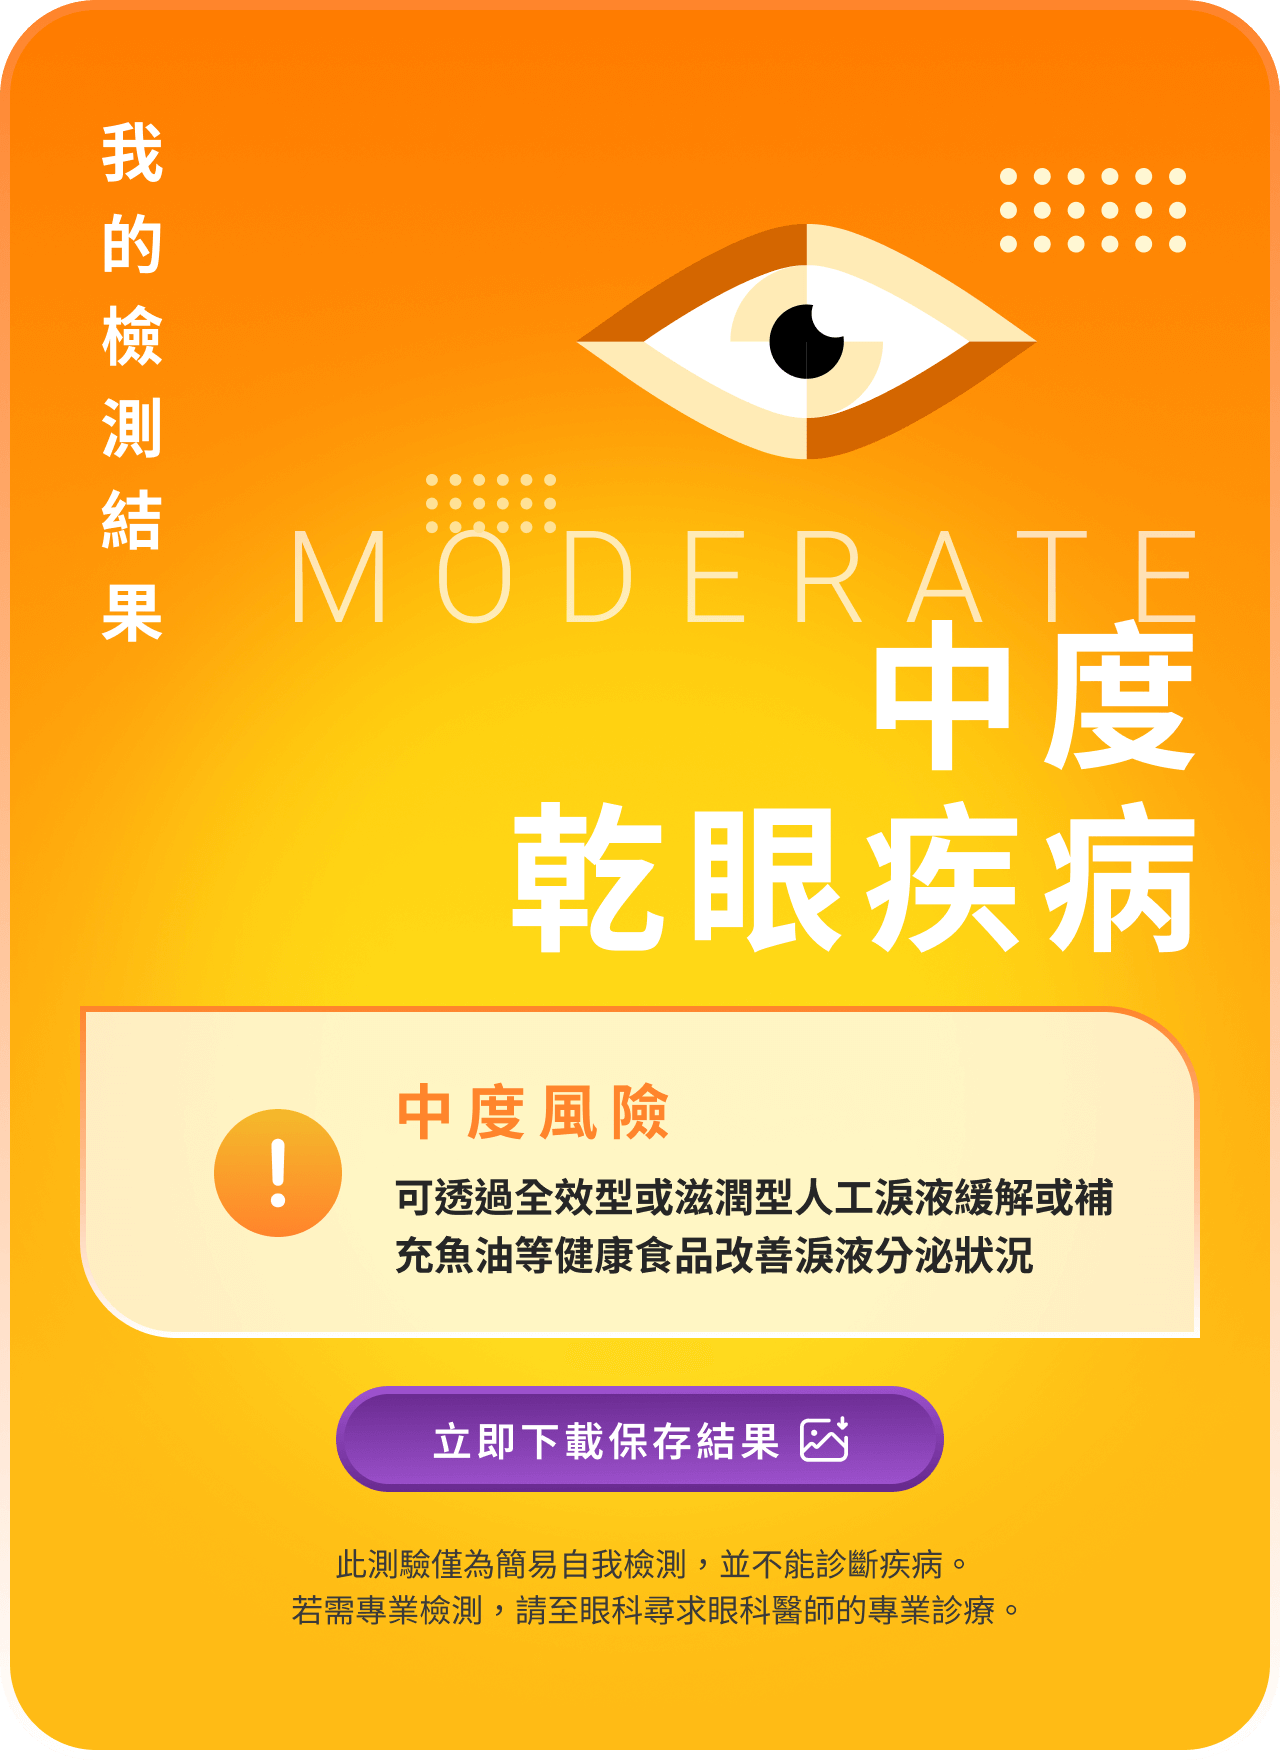 我的檢測結果
MODERATE
中度
乾眼疾病
中度風險
可透過全效型或滋潤型人工淚液緩解或補
充魚油等健康食品改善淚液分泌狀況
立即下載保存結果
此測驗僅為簡易自我檢測，並不能診斷疾病。
若需專業檢測，請至眼科尋求眼科醫師的專業診療。